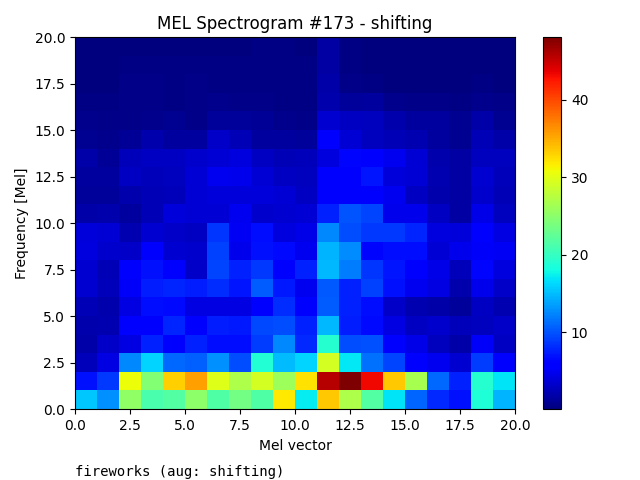 MEL Spectrogram #173 - shifting
20.0
17.5
15.0
12.5
10.0
7.5
5.0
2.5
0.0
Frequency [Mel]
0.0 2.5 5.0 7.5 10.0 12.5 15.0 17.5 20.0
Mel vector
40
30
20
10
fireworks (aug: shifting)